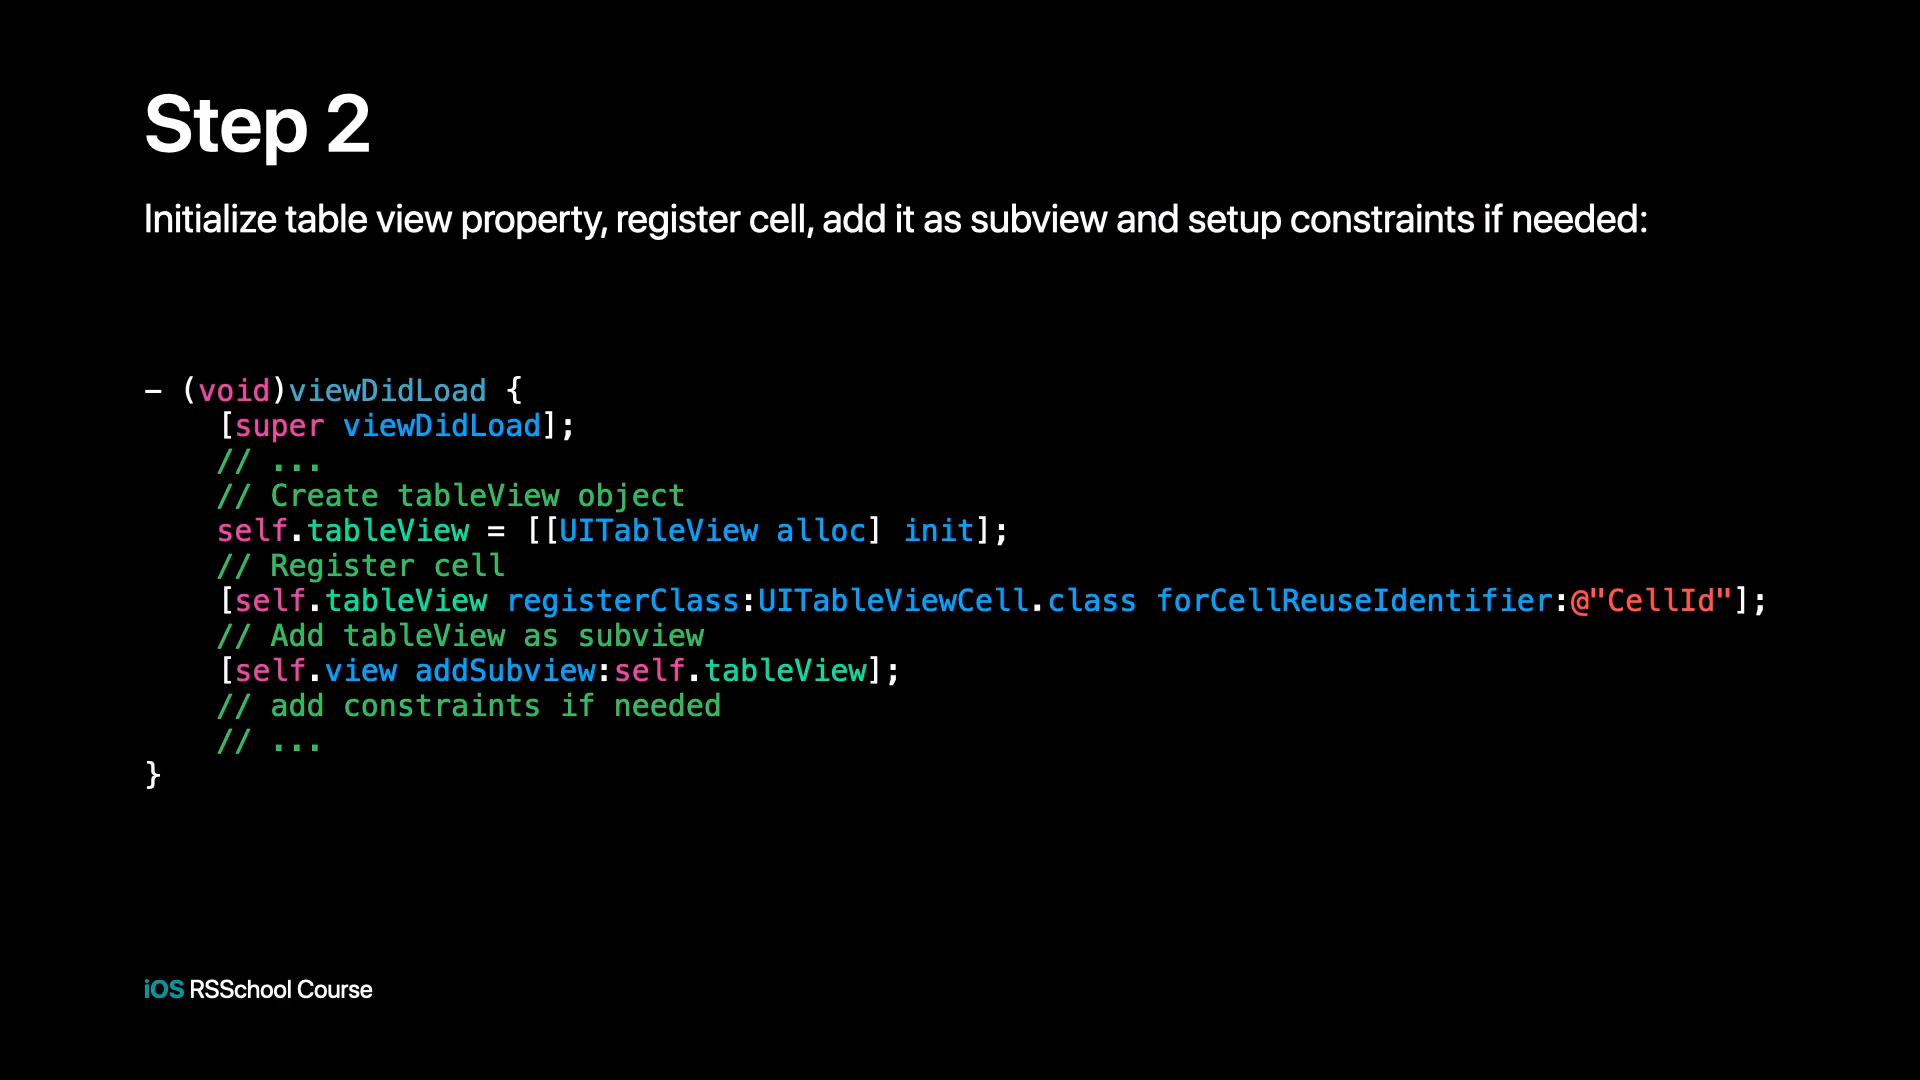 Step 2
Initialize table view property, register cell, add it as subview and setup constraints if needed:
- (void)viewDidLoad {
    [super viewDidLoad];
    // ...
    // Create tableView object
    self.tableView = [[UITableView alloc] init];
    // Register cell
    [self.tableView registerClass:UITableViewCell.class forCellReuseIdentifier:@"CellId"];
    // Add tableView as subview
    [self.view addSubview:self.tableView];
    // add constraints if needed
    // ...
}
iOS RSSchool Course